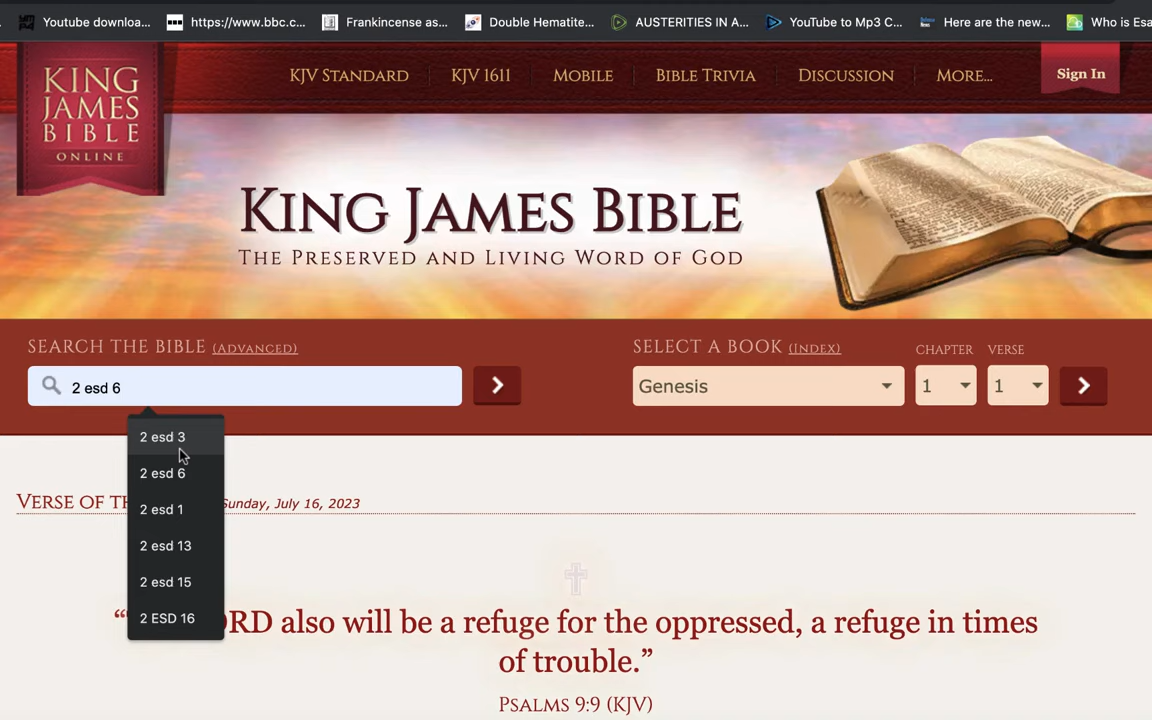 Youtube downloa...
https://www.bbc.c...
Frankincense as...
Double Hematite...
AUSTERITIES IN A...
YouTube to Mp3 C...
Here are the new...
Who is Esa
KING
JAMES
BIBLE
ONLINE
KJV STANDARD
KJV 1611
MOBILE
BIBLE TRIVIA
DISCUSSION
MORE...
Sign In
KING JAMES BIBLE
THE PRESERVED AND LIVING WORD OF GOD
SEARCH THE BIBLE (ADVANCED)
2 esd 6
SELECT A BOOK (INDEX)
CHAPTER
VERSE
Genesis
1
1
2 esd 3
2 esd 6
2 esd 1
2 esd 13
2 esd 15
2 ESD 16
VERSE OF TH
Sunday, July 16, 2023
“ ORD also will be a refuge for the oppressed, a refuge in times
of trouble.”
PSALMS 9:9 (KJV)